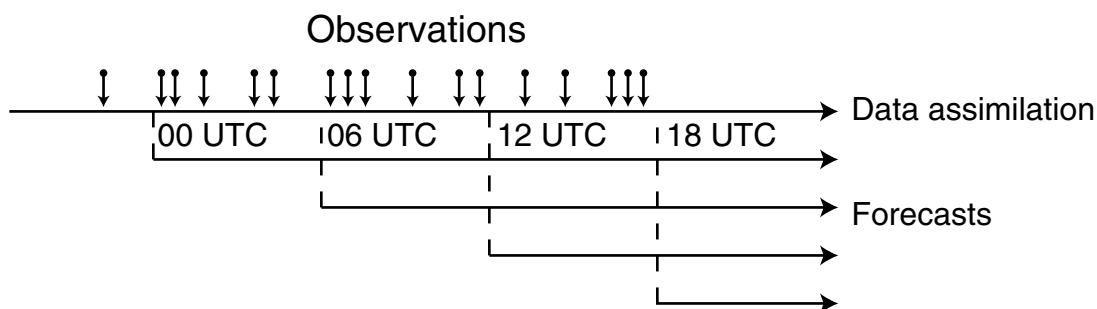 Observations
Data assimilation
00 UTC 06 UTC 12 UTC 18 UTC
Forecasts